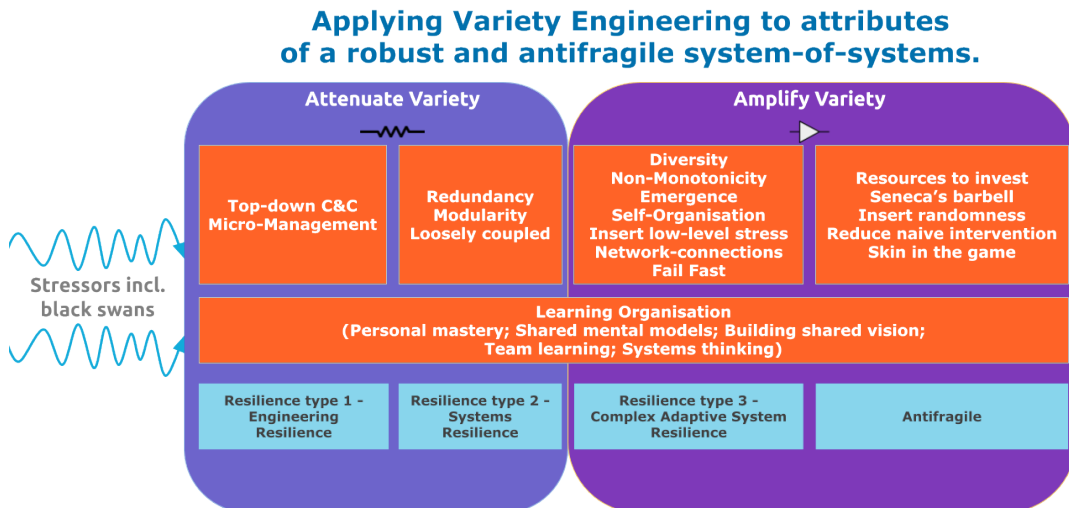 Applying Variety Engineering to attributes
of a robust and antifragile system-of-systems.
Attenuate Variety
Amplify Variety
Top-down C&C
Micro-Management
Redundancy
Modularity
Loosely coupled
Diversity
Non-Monotonicity
Emergence
Self-Organisation
Insert low-level stress
Network-connections
Fail Fast
Resources to invest
Seneca’s barbell
Insert randomness
Reduce naive intervention
Skin in the game
Stressors incl.
black swans
Learning Organisation
(Personal mastery; Shared mental models; Building shared vision;
Team learning; Systems thinking)
Resilience type 1 -
Engineering
Resilience
Resilience type 2 -
Systems
Resilience
Resilience type 3 -
Complex Adaptive System
Resilience
Antifragile